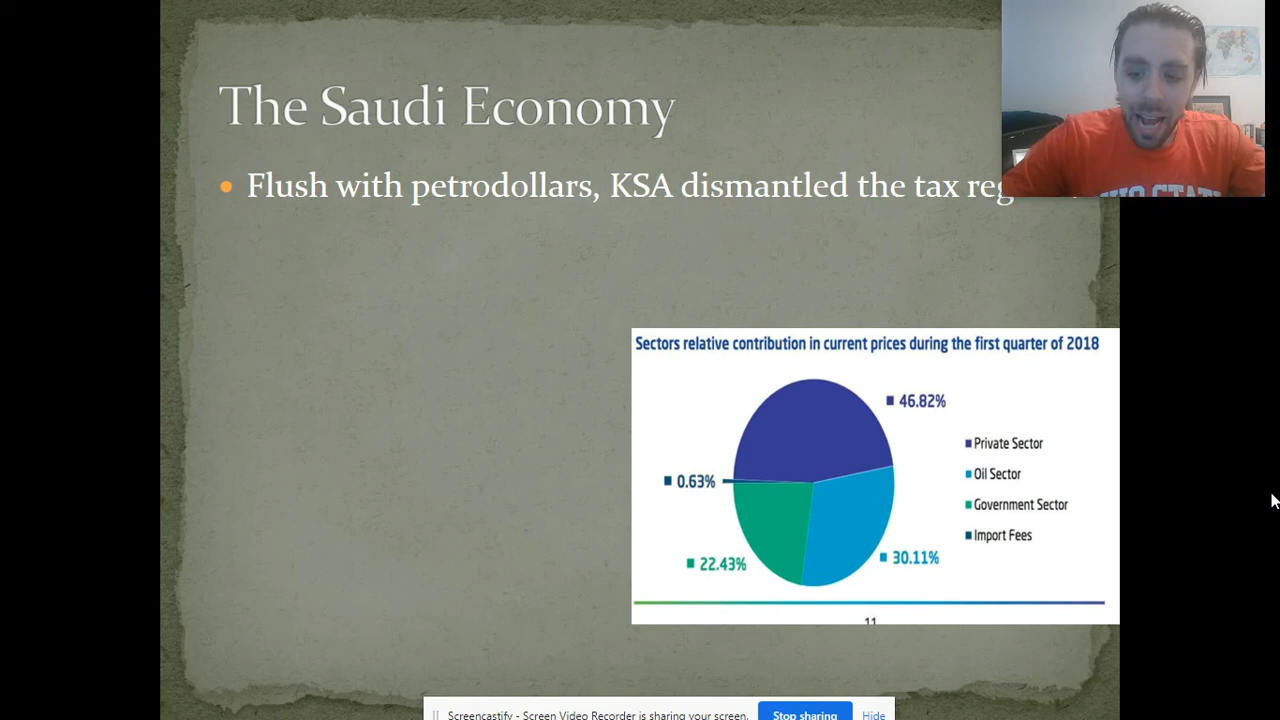 The Saudi Economy
Flush with petrodollars, KSA dismantled the tax
Sectors relative contribution in current prices during the first quarter of 2018
46.82%
Private Sector
0.63%
Oil Sector
Government Sector
Import Fees
22.43%
30.11%
11
Screencastify - Screen Video Recorder is sharing your screen.
Stop sharing
Hide